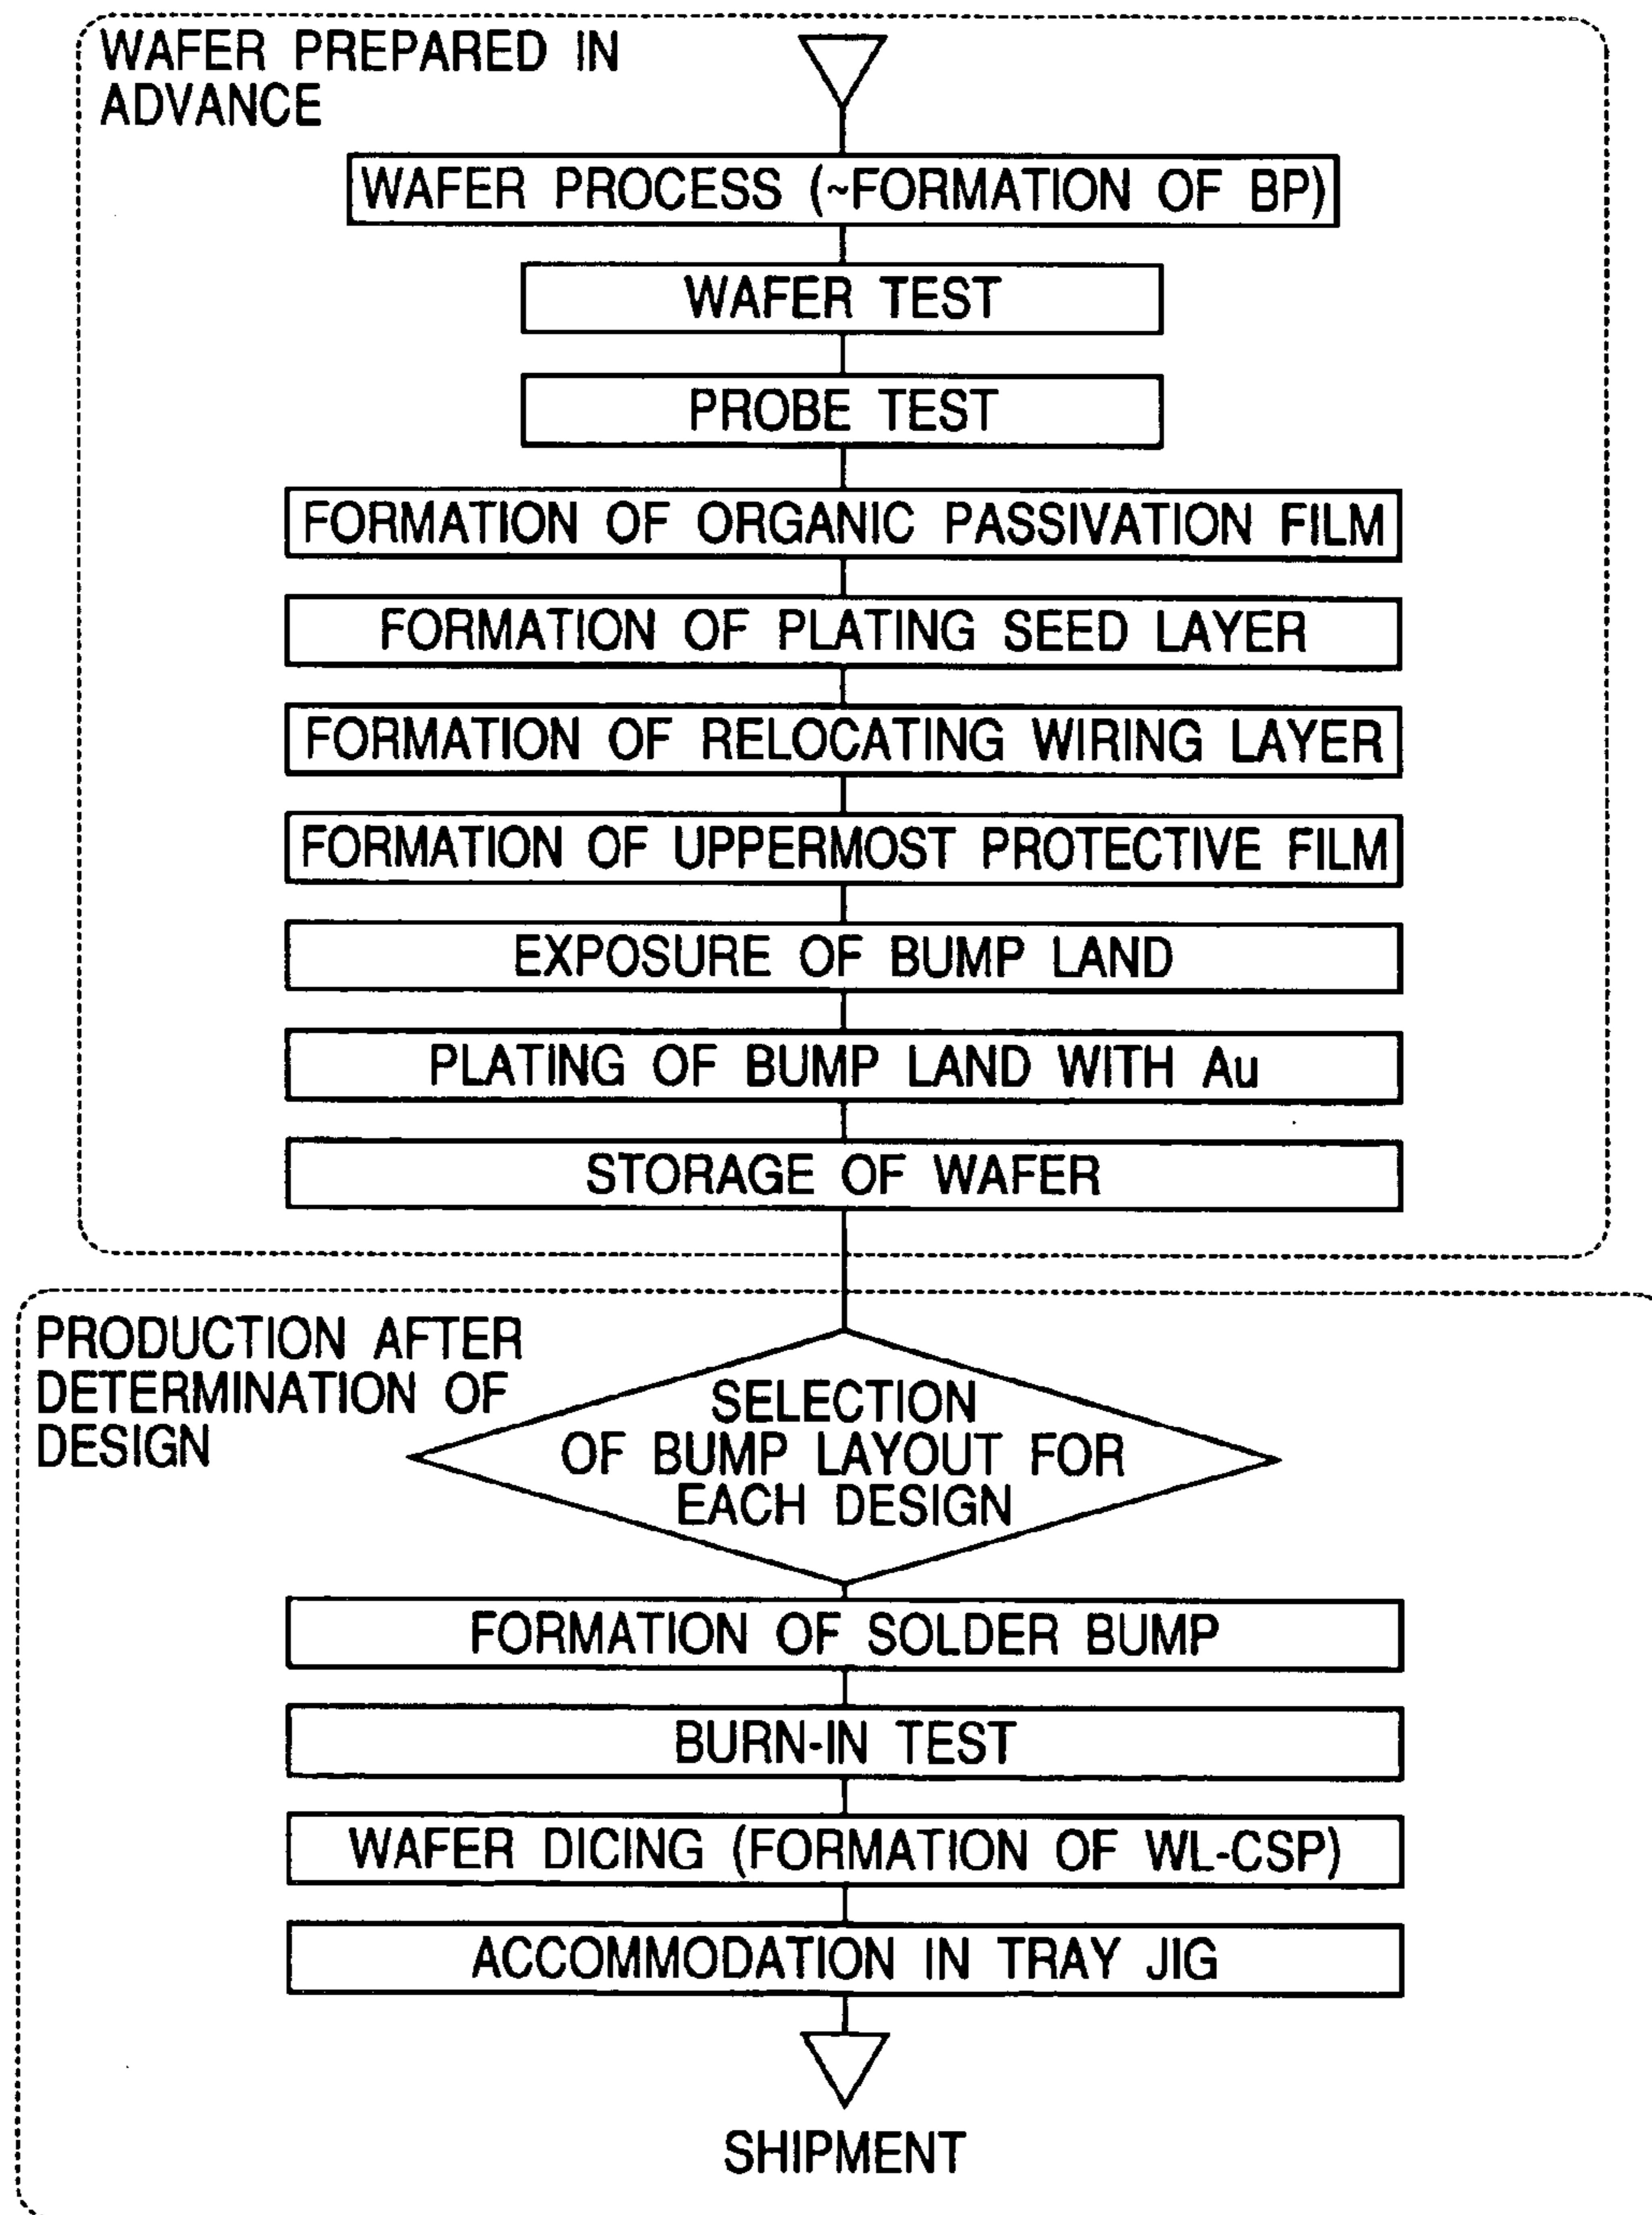 WAFER PREPARED IN
ADVANCE
WAFER PROCESS (~FORMATION OF BP)
WAFER TEST
PROBE TEST
FORMATION OF ORGANIC PASSIVATION FILM
FORMATION OF PLATING SEED LAYER
FORMATION OF RELOCATING WIRING LAYER
FORMATION OF UPPERMOST PROTECTIVE FILM
EXPOSURE OF BUMP LAND
PLATING OF BUMP LAND WITH Au
STORAGE OF WAFER
PRODUCTION AFTER
DETERMINATION OF
DESIGN
SELECTION
OF BUMP LAYOUT FOR
EACH DESIGN
FORMATION OF SOLDER BUMP
BURN-IN TEST
WAFER DICING (FORMATION OF WL-CSP)
ACCOMMODATION IN TRAY JIG
SHIPMENT